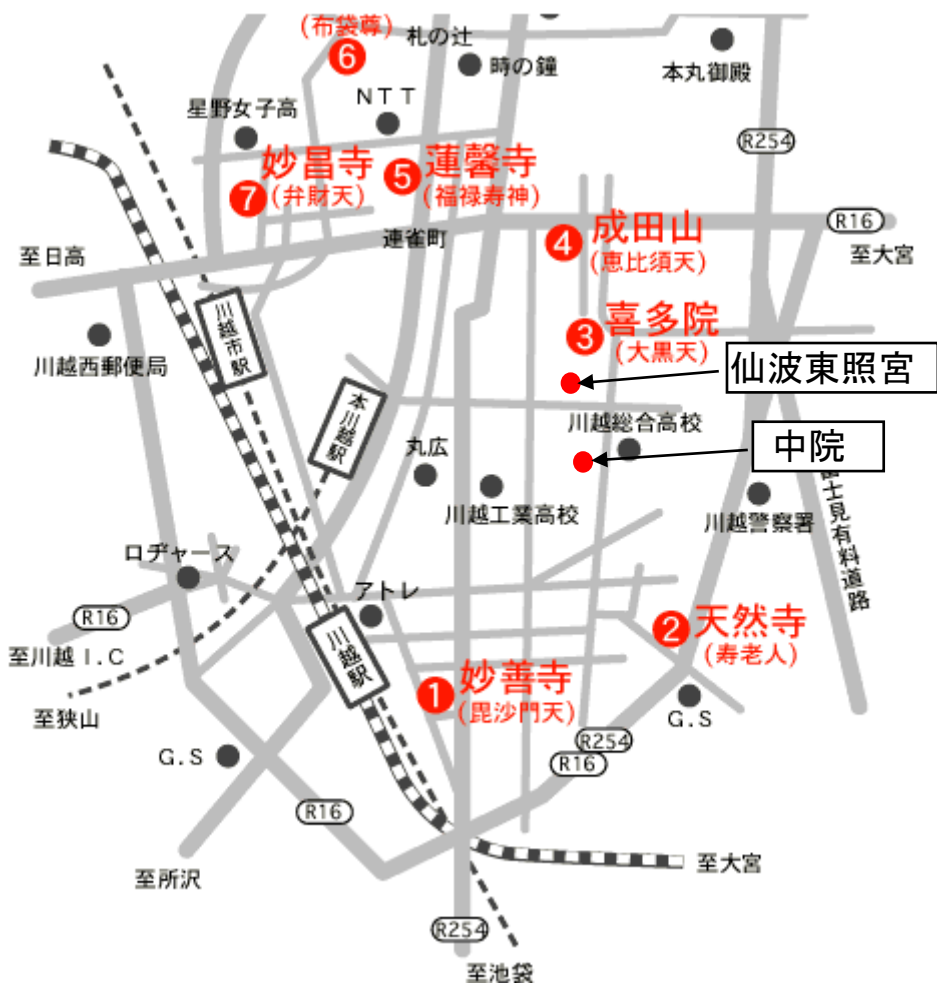 (布袋尊)
❻
札の辻
時の鐘
本丸御殿
NTT
星野女子高
R254
妙昌寺
❼
(弁財天)
蓮馨寺
❺
(福禄寿神)
成田山
❹
(恵比須天)
R16
至大宮
連雀町
至日高
喜多院
❸
(大黒天)
川越市駅
川越西郵便局
仙波東照宮
本川越駅
川越総合高校
中院
丸広
川越工業高校
川越警察署
富士見有料道路
ロヂャース
アトレ
R16
至川越I.C
川越駅
天然寺
❷
(寿老人)
妙善寺
❶
(毘沙門天)
至狭山
G.S
G.S
R254
R16
R16
至所沢
至大宮
R254
至池袋